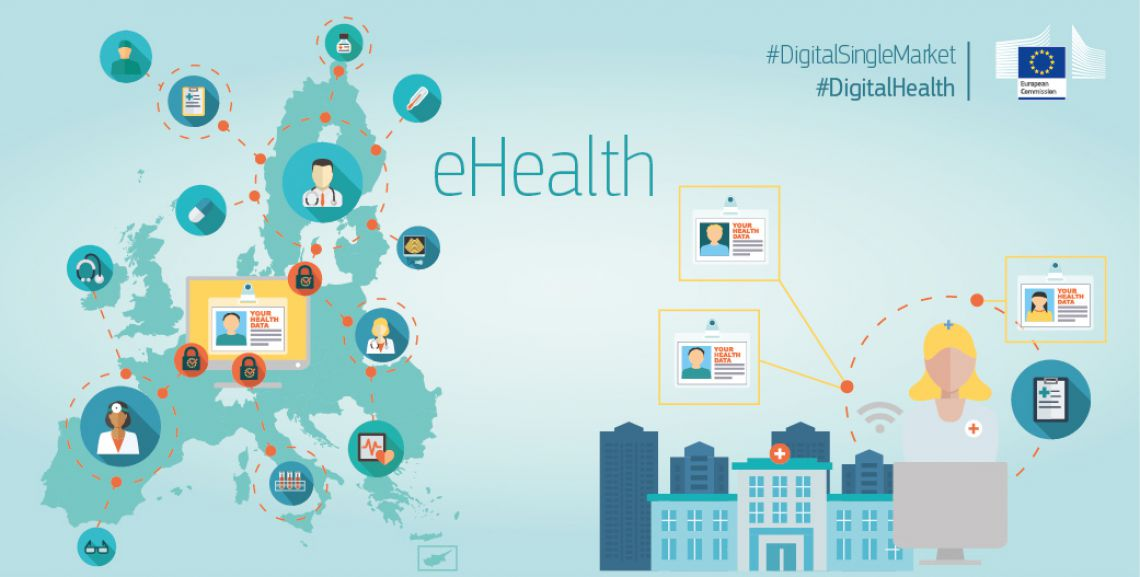 #DigitalSingleMarket
#DigitalHealth
European
Commission
eHealth
YOUR
HEALTH
DATA
YOUR
HEALTH
DATA
YOUR
HEALTH
DATA
YOUR
HEALTH
DATA